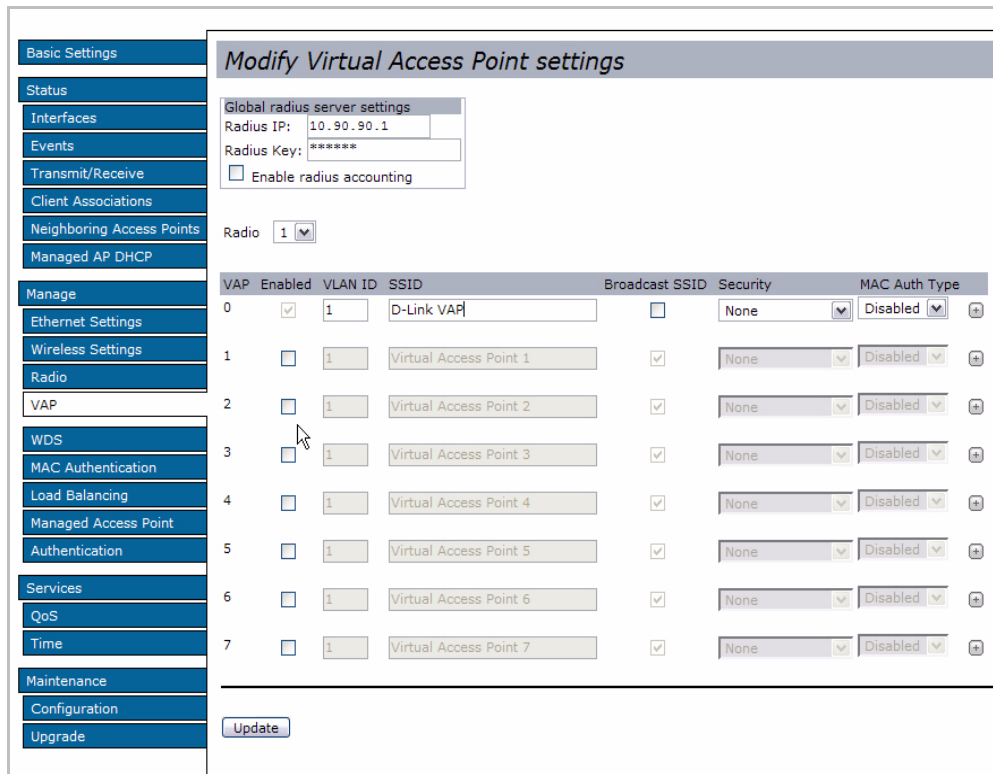 Basic Settings
Status
Interfaces
Events
Transmit/Receive
Client Associations
Neighboring Access Points
Managed AP DHCP
Manage
Ethernet Settings
Wireless Settings
Radio
VAP
WDS
MAC Authentication
Load Balancing
Managed Access Point
Authentication
Services
QoS
Time
Maintenance
Configuration
Upgrade
Modify Virtual Access Point settings
Global radius server settings
Radius IP: 10.90.90.1
Radius Key: ******
Enable radius accounting
Radio 1
VAP Enabled VLAN ID SSID Broadcast SSID Security MAC Auth Type
0 1 D-Link VAP None Disabled +
1 1 Virtual Access Point 1 None Disabled +
2 1 Virtual Access Point 2 None Disabled +
3 1 Virtual Access Point 3 None Disabled +
4 1 Virtual Access Point 4 None Disabled +
5 1 Virtual Access Point 5 None Disabled +
6 1 Virtual Access Point 6 None Disabled +
7 1 Virtual Access Point 7 None Disabled +
Update